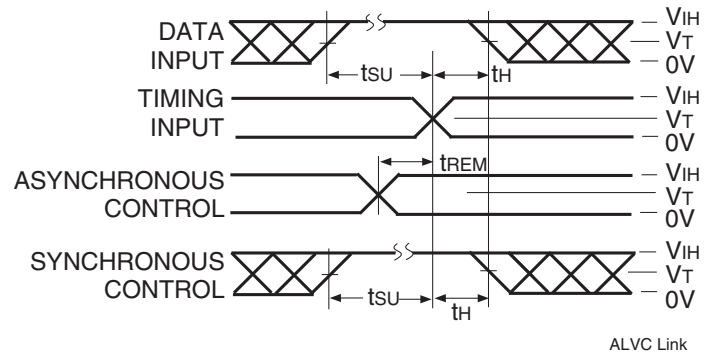 DATA
INPUT
tSU
tH
VIH
VT
0V
TIMING
INPUT
VIH
VT
0V
tREM
ASYNCHRONOUS
CONTROL
VIH
VT
0V
SYNCHRONOUS
CONTROL
tSU
tH
VIH
VT
0V
ALVC Link